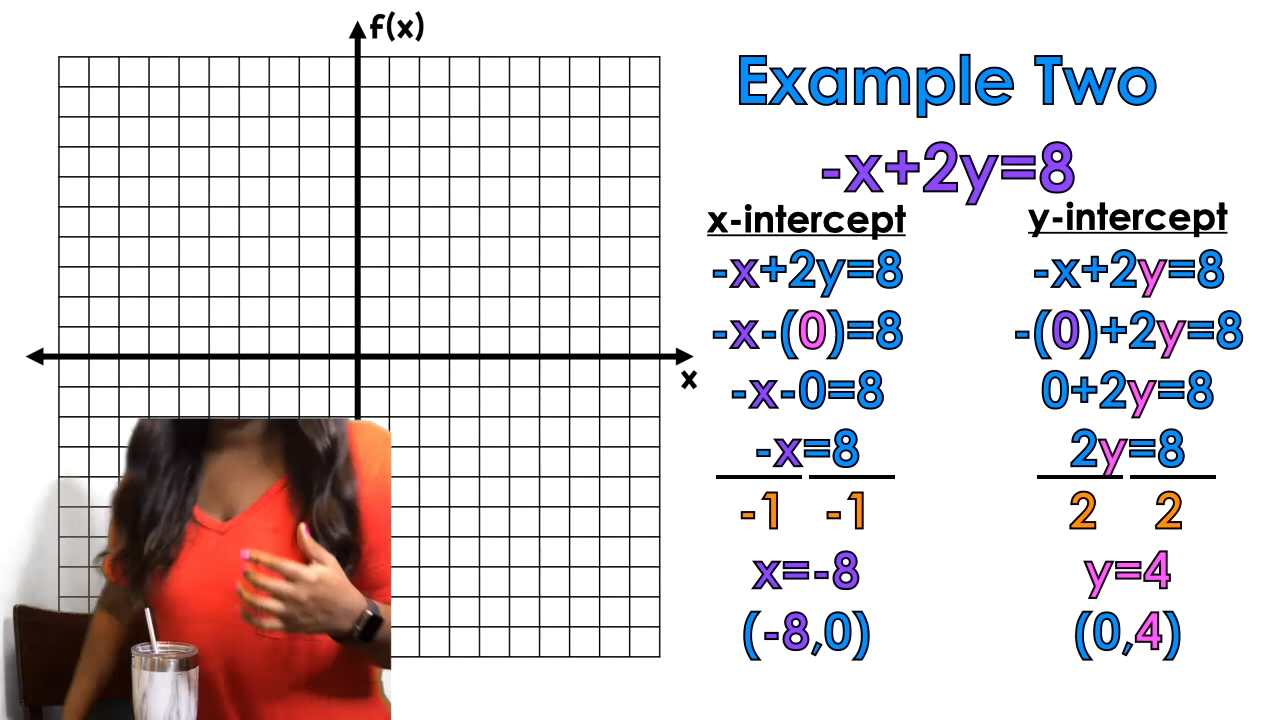 f(x)
x
Example Two
-x+2y=8
x-intercept
-x+2y=8
-x-(0)=8
-x-0=8
-x=8
-1 -1
x=-8
(-8,0)
y-intercept
-x+2y=8
-(0)+2y=8
0+2y=8
2y=8
2 2
y=4
(0,4)